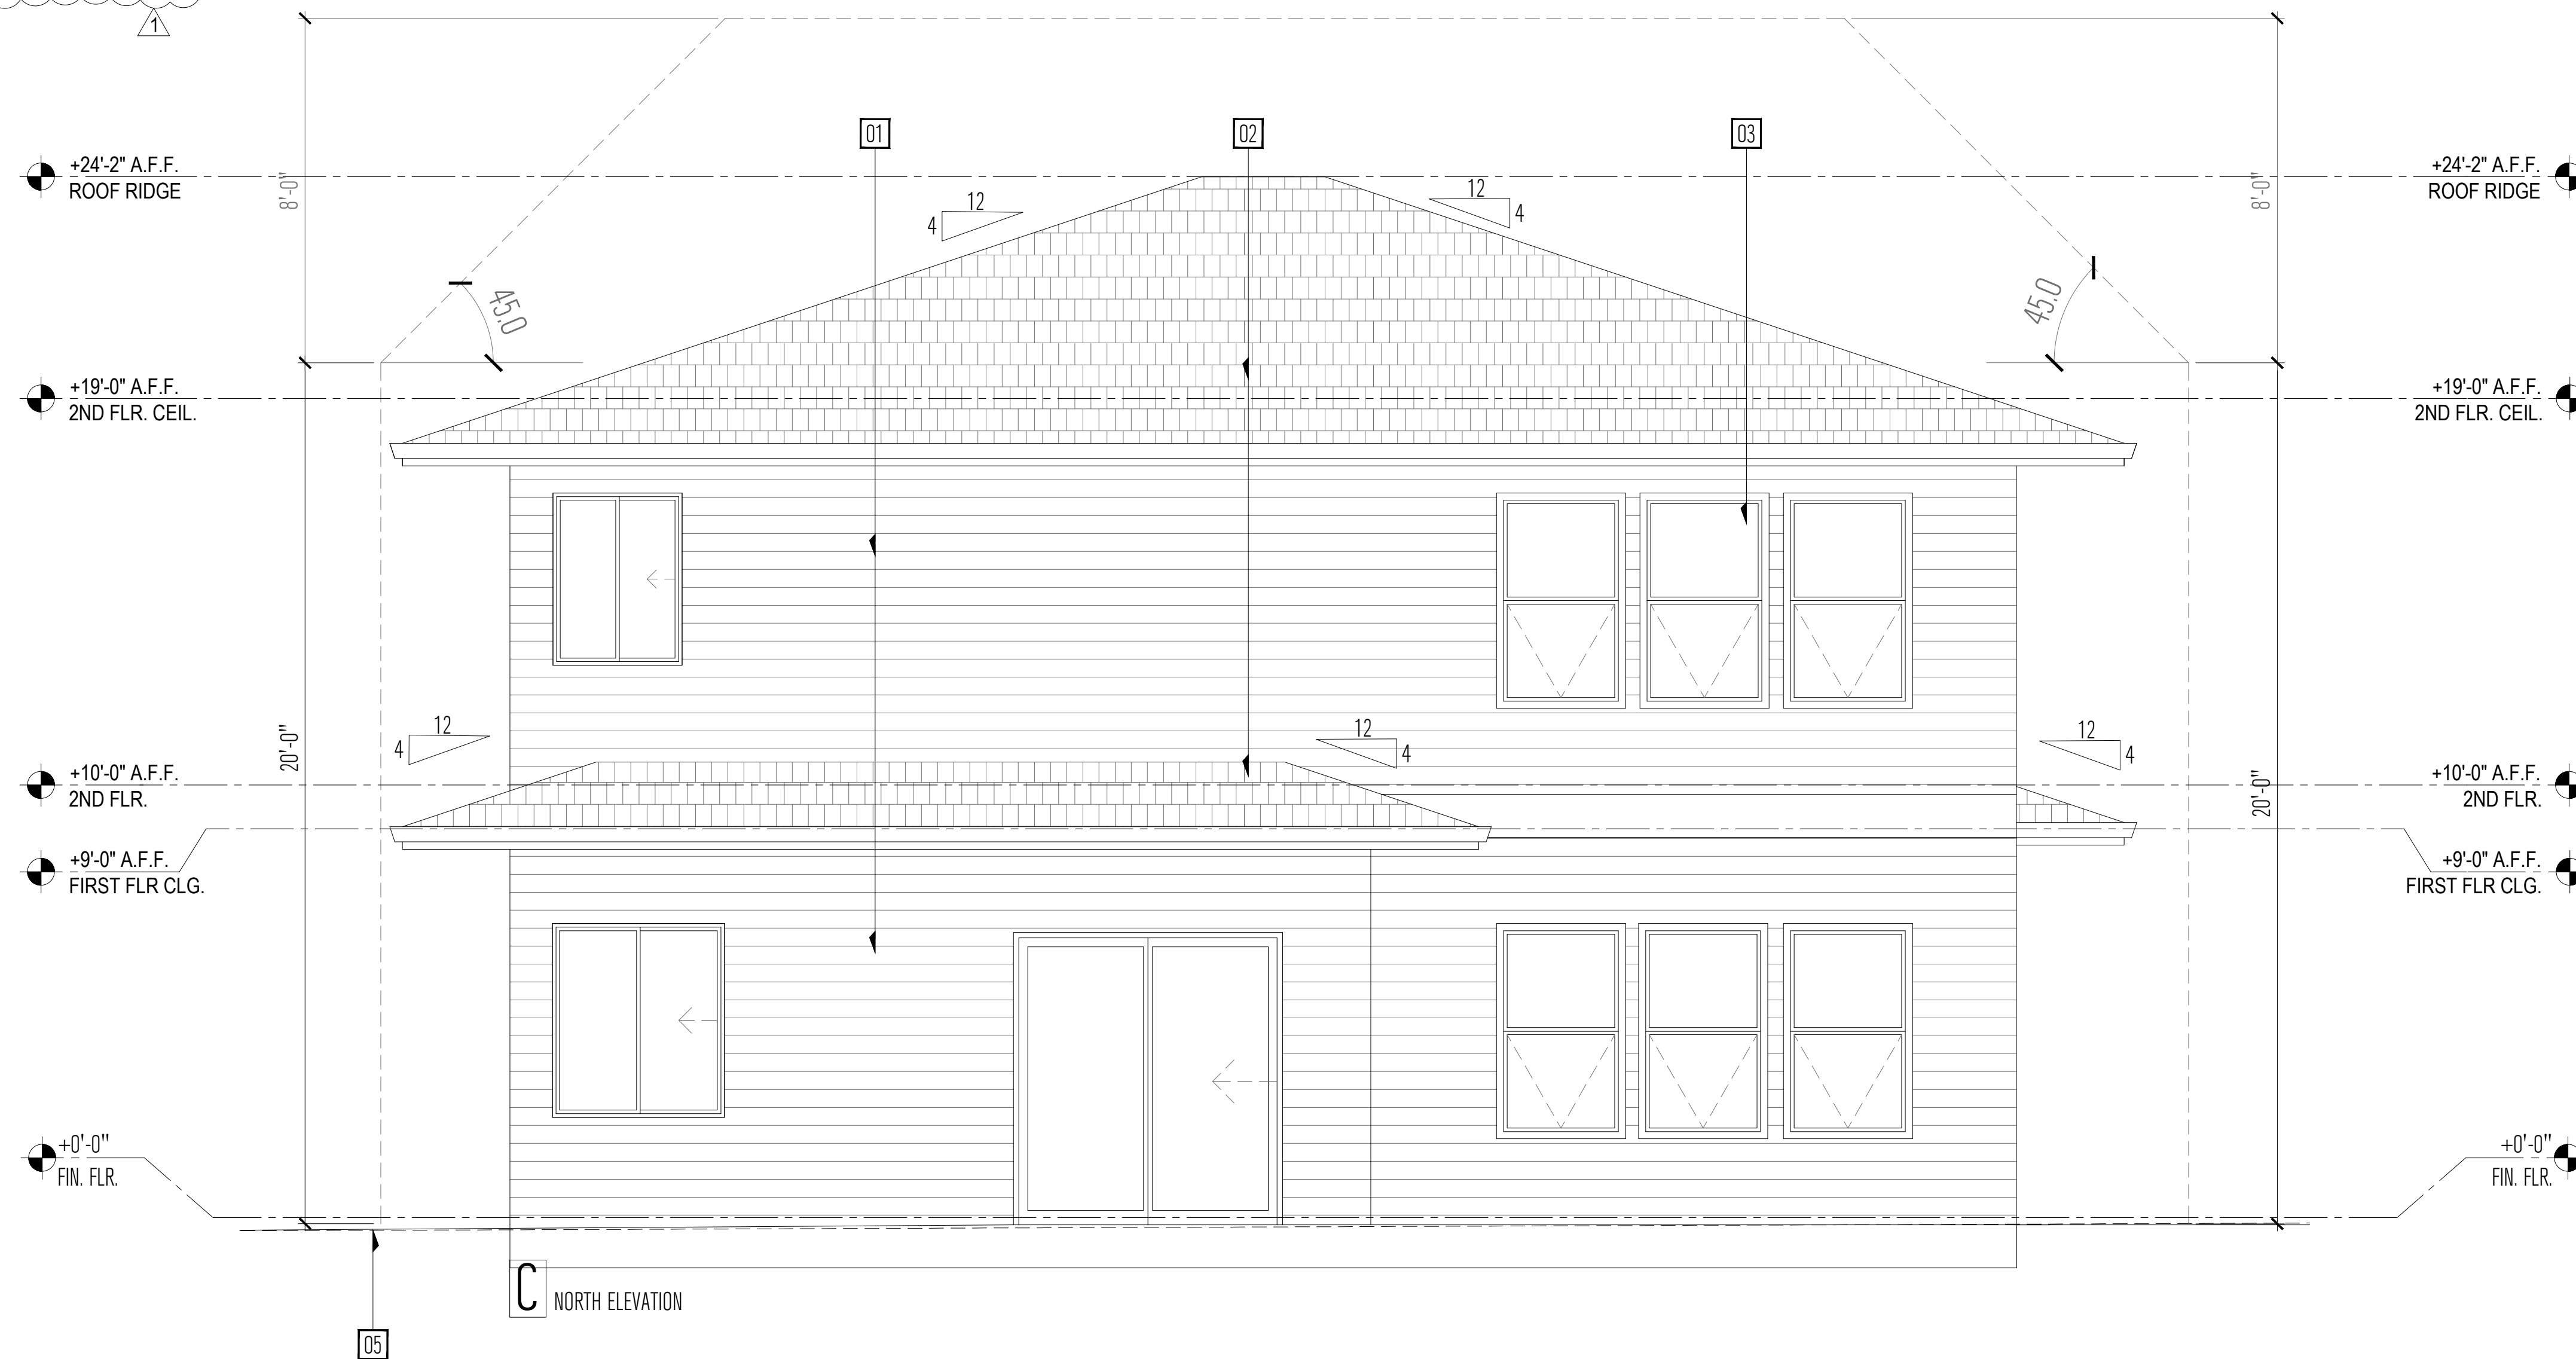 1
01
02
03
+24'-2" A.F.F.
ROOF RIDGE
8'-0"
12
4
12
4
8'-0"
+24'-2" A.F.F.
ROOF RIDGE
45.0
45.0
+19'-0" A.F.F.
2ND FLR. CEIL.
+19'-0" A.F.F.
2ND FLR. CEIL.
12
4
12
4
12
4
20'-0"
20'-0"
+10'-0" A.F.F.
2ND FLR.
+10'-0" A.F.F.
2ND FLR.
+9'-0" A.F.F.
FIRST FLR CLG.
+9'-0" A.F.F.
FIRST FLR CLG.
+0'-0"
FIN. FLR.
+0'-0"
FIN. FLR.
C NORTH ELEVATION
05